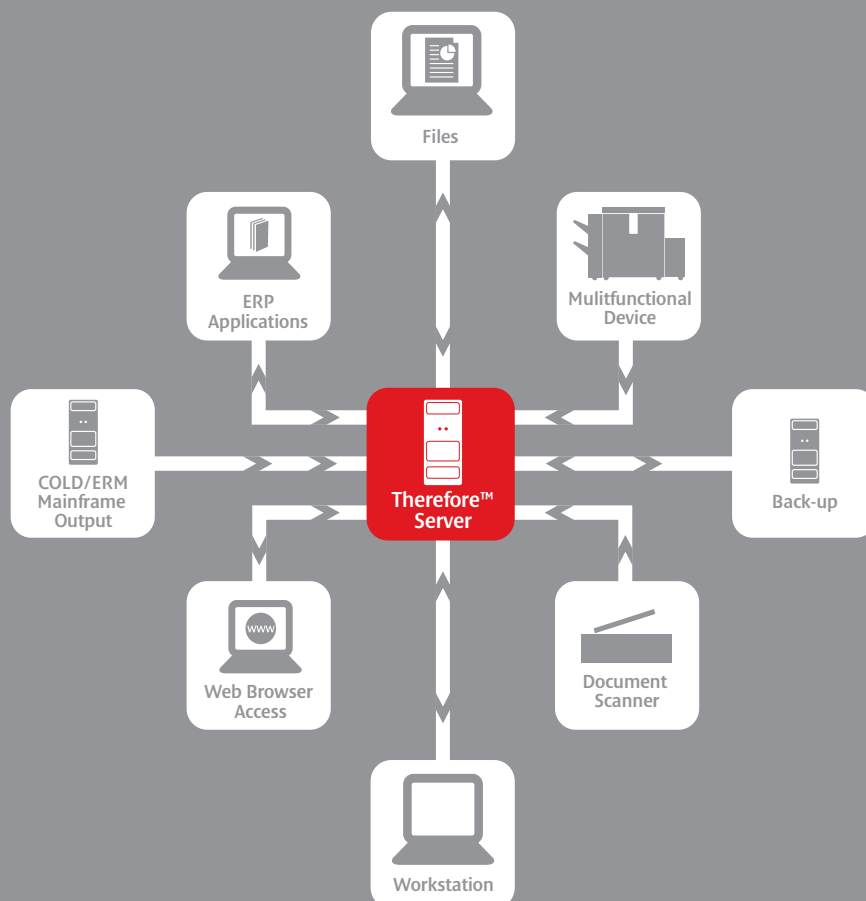 Files
ERP
Applications
Mulitfunctional
Device
COLD/ERM
Mainframe
Output
Therefore™
Server
Back-up
www
Web Browser
Access
Document
Scanner
Workstation